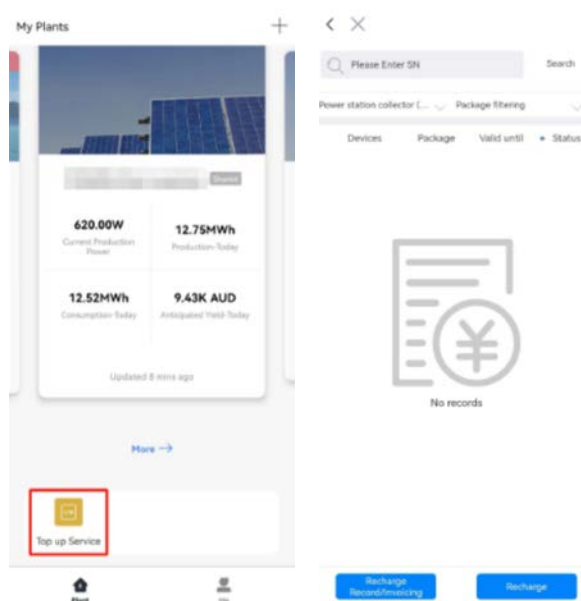 My Plants
Shared
620.00W
Current Production
Power
12.75MWh
Production-Today
12.52MWh
Consumption-Today
9.43K AUD
Anticipated Yield-Today
Updated 8 mins ago
More →
Top up Service
Plant
Me
Please Enter SN
Search
Power station collector (...
Package filtering
Devices
Package
Valid until
Status
¥
No records
Recharge
Record/Invoicing
Recharge